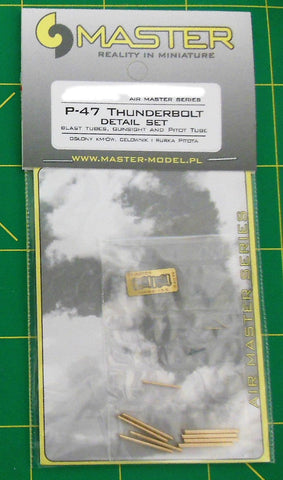 MASTER
REALITY IN MINIATURE
AIR MASTER SERIES
P-47 THUNDERBOLT
DETAIL SET
BLAST TUBES, GUNSIGHT AND PITOT TUBE
OSŁONY KMIÓW, CELOWNIK I RURKA PITOTA
WWW.MASTER-MODEL.PL
AIR MASTER SERIES